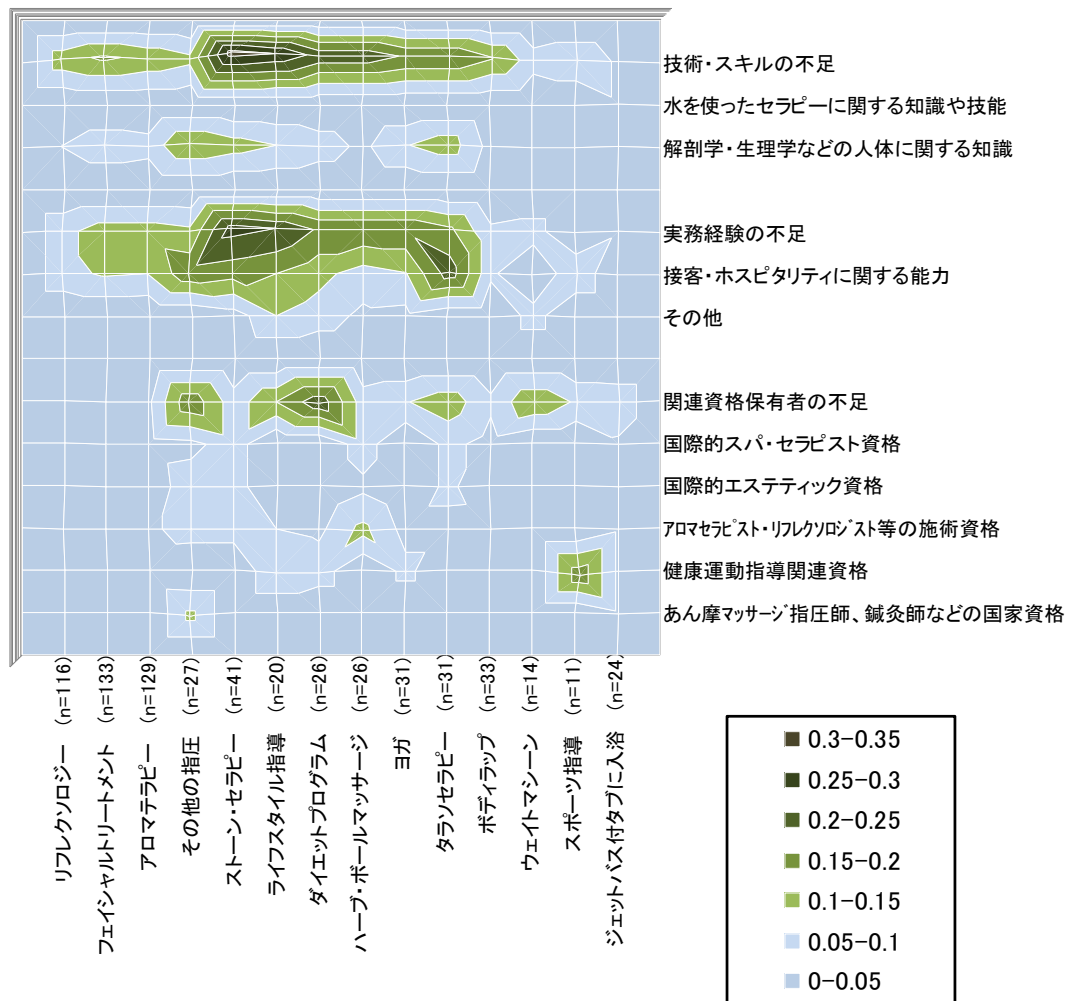 技術・スキルの不足
水を使ったセラピーに関する知識や技能
解剖学・生理学などの人体に関する知識
実務経験の不足
接客・ホスピタリティに関する能力
その他
関連資格保有者の不足
国際的スパ・セラピスト資格
国際的エステティック資格
アロマセラピスト・リフレクソロジスト等の施術資格
健康運動指導関連資格
あん摩マッサージ指圧師、鍼灸師などの国家資格
リフレクソロジー (n=116)
フェイシャルトリートメント (n=133)
アロマテラピー (n=129)
その他の指圧 (n=27)
ストーン・セラピー (n=41)
ライフスタイル指導 (n=20)
ダイエットプログラム (n=26)
ハーブ・ボールマッサージ (n=26)
ヨガ (n=31)
タラソセラピー (n=31)
ボディラップ (n=33)
ウェイトマシーン (n=14)
スポーツ指導 (n=11)
ジェットバス付タブに入浴 (n=24)
0.3-0.35
0.25-0.3
0.2-0.25
0.15-0.2
0.1-0.15
0.05-0.1
0-0.05